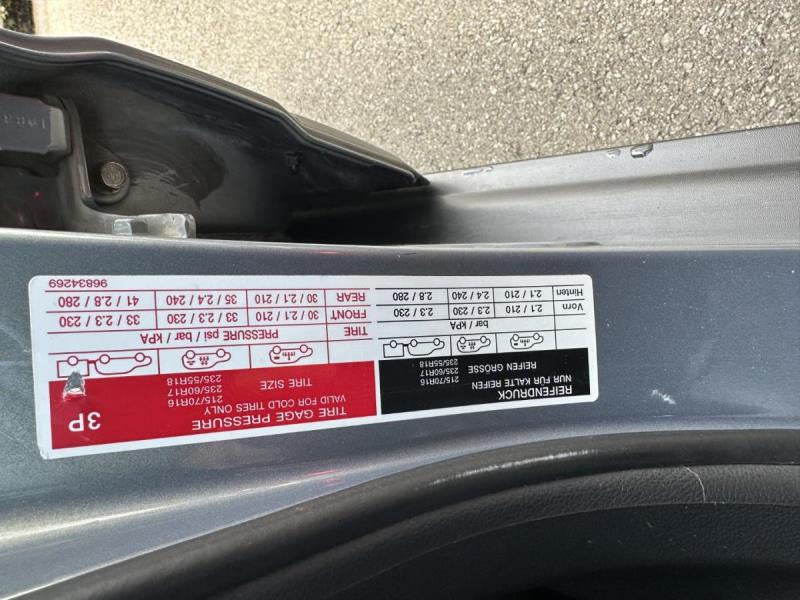 REIFENDRUCK
NUR FÜR KALTE REIFEN
REIFEN GRÖSSE
215/70R16
235/60R17
235/55R18
bar / kPA
Vorn 2.1 / 210 2.3 / 230 2.3 / 230
Hinten 2.1 / 210 2.4 / 240 2.8 / 280
TIRE GAGE PRESSURE
VALID FOR COLD TIRES ONLY
TIRE SIZE
215/70R16
235/60R17
235/55R18
3P
TIRE PRESSURE psi / bar / kPA
FRONT 30 / 2.1 / 210 33 / 2.3 / 230 33 / 2.3 / 230
REAR 30 / 2.1 / 210 35 / 2.4 / 240 41 / 2.8 / 280
96834269